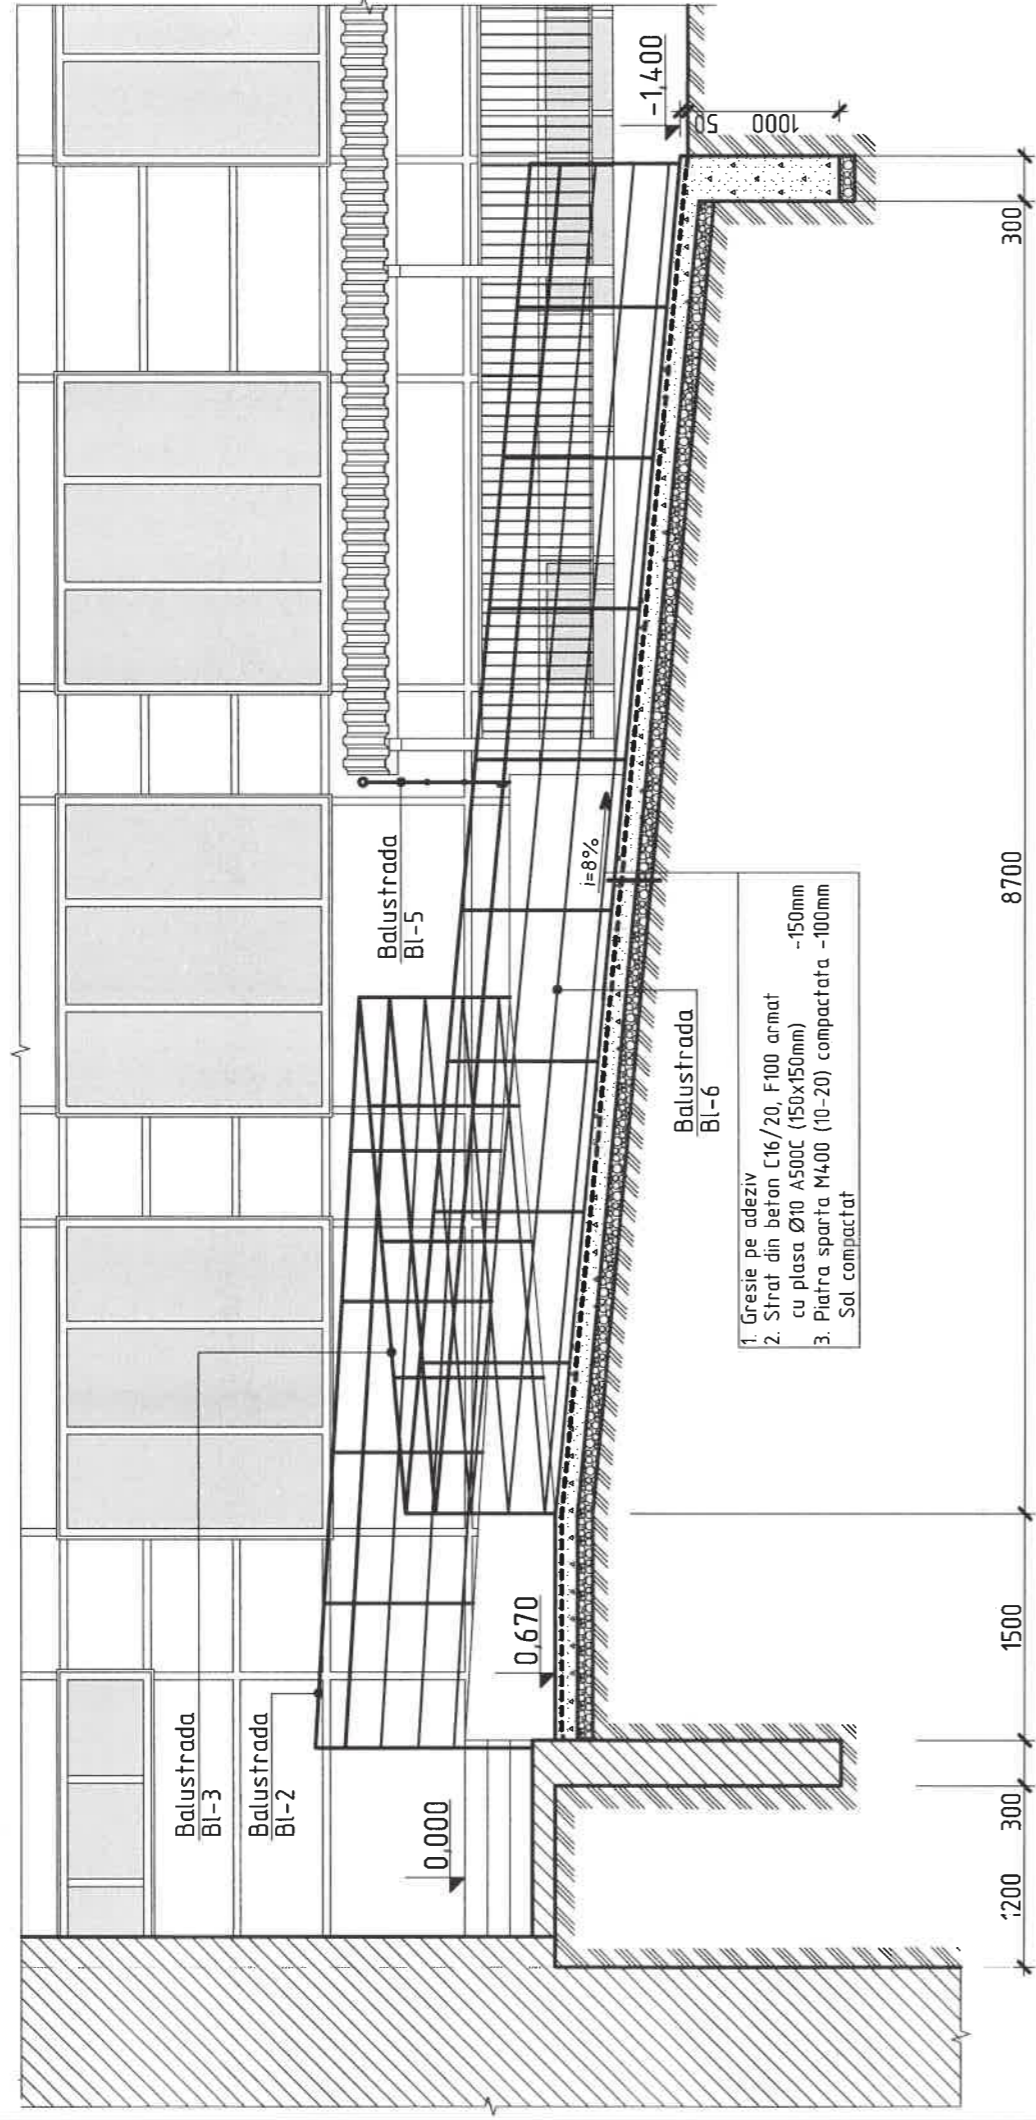 Balustrada
Bl-3
Balustrada
Bl-2
0,000
0,670
Balustrada
Bl-5
i=8%
Balustrada
Bl-6
-1,400
50
1000
1. Gresie pe adeziv
2. Strat din beton C16/20, F100 armat
cu plasa Ø10 A500C (150x150mm) -150mm
3. Piatra sparta M400 (10-20) compactata -100mm
Sol compactat
1200
300
1500
8700
300